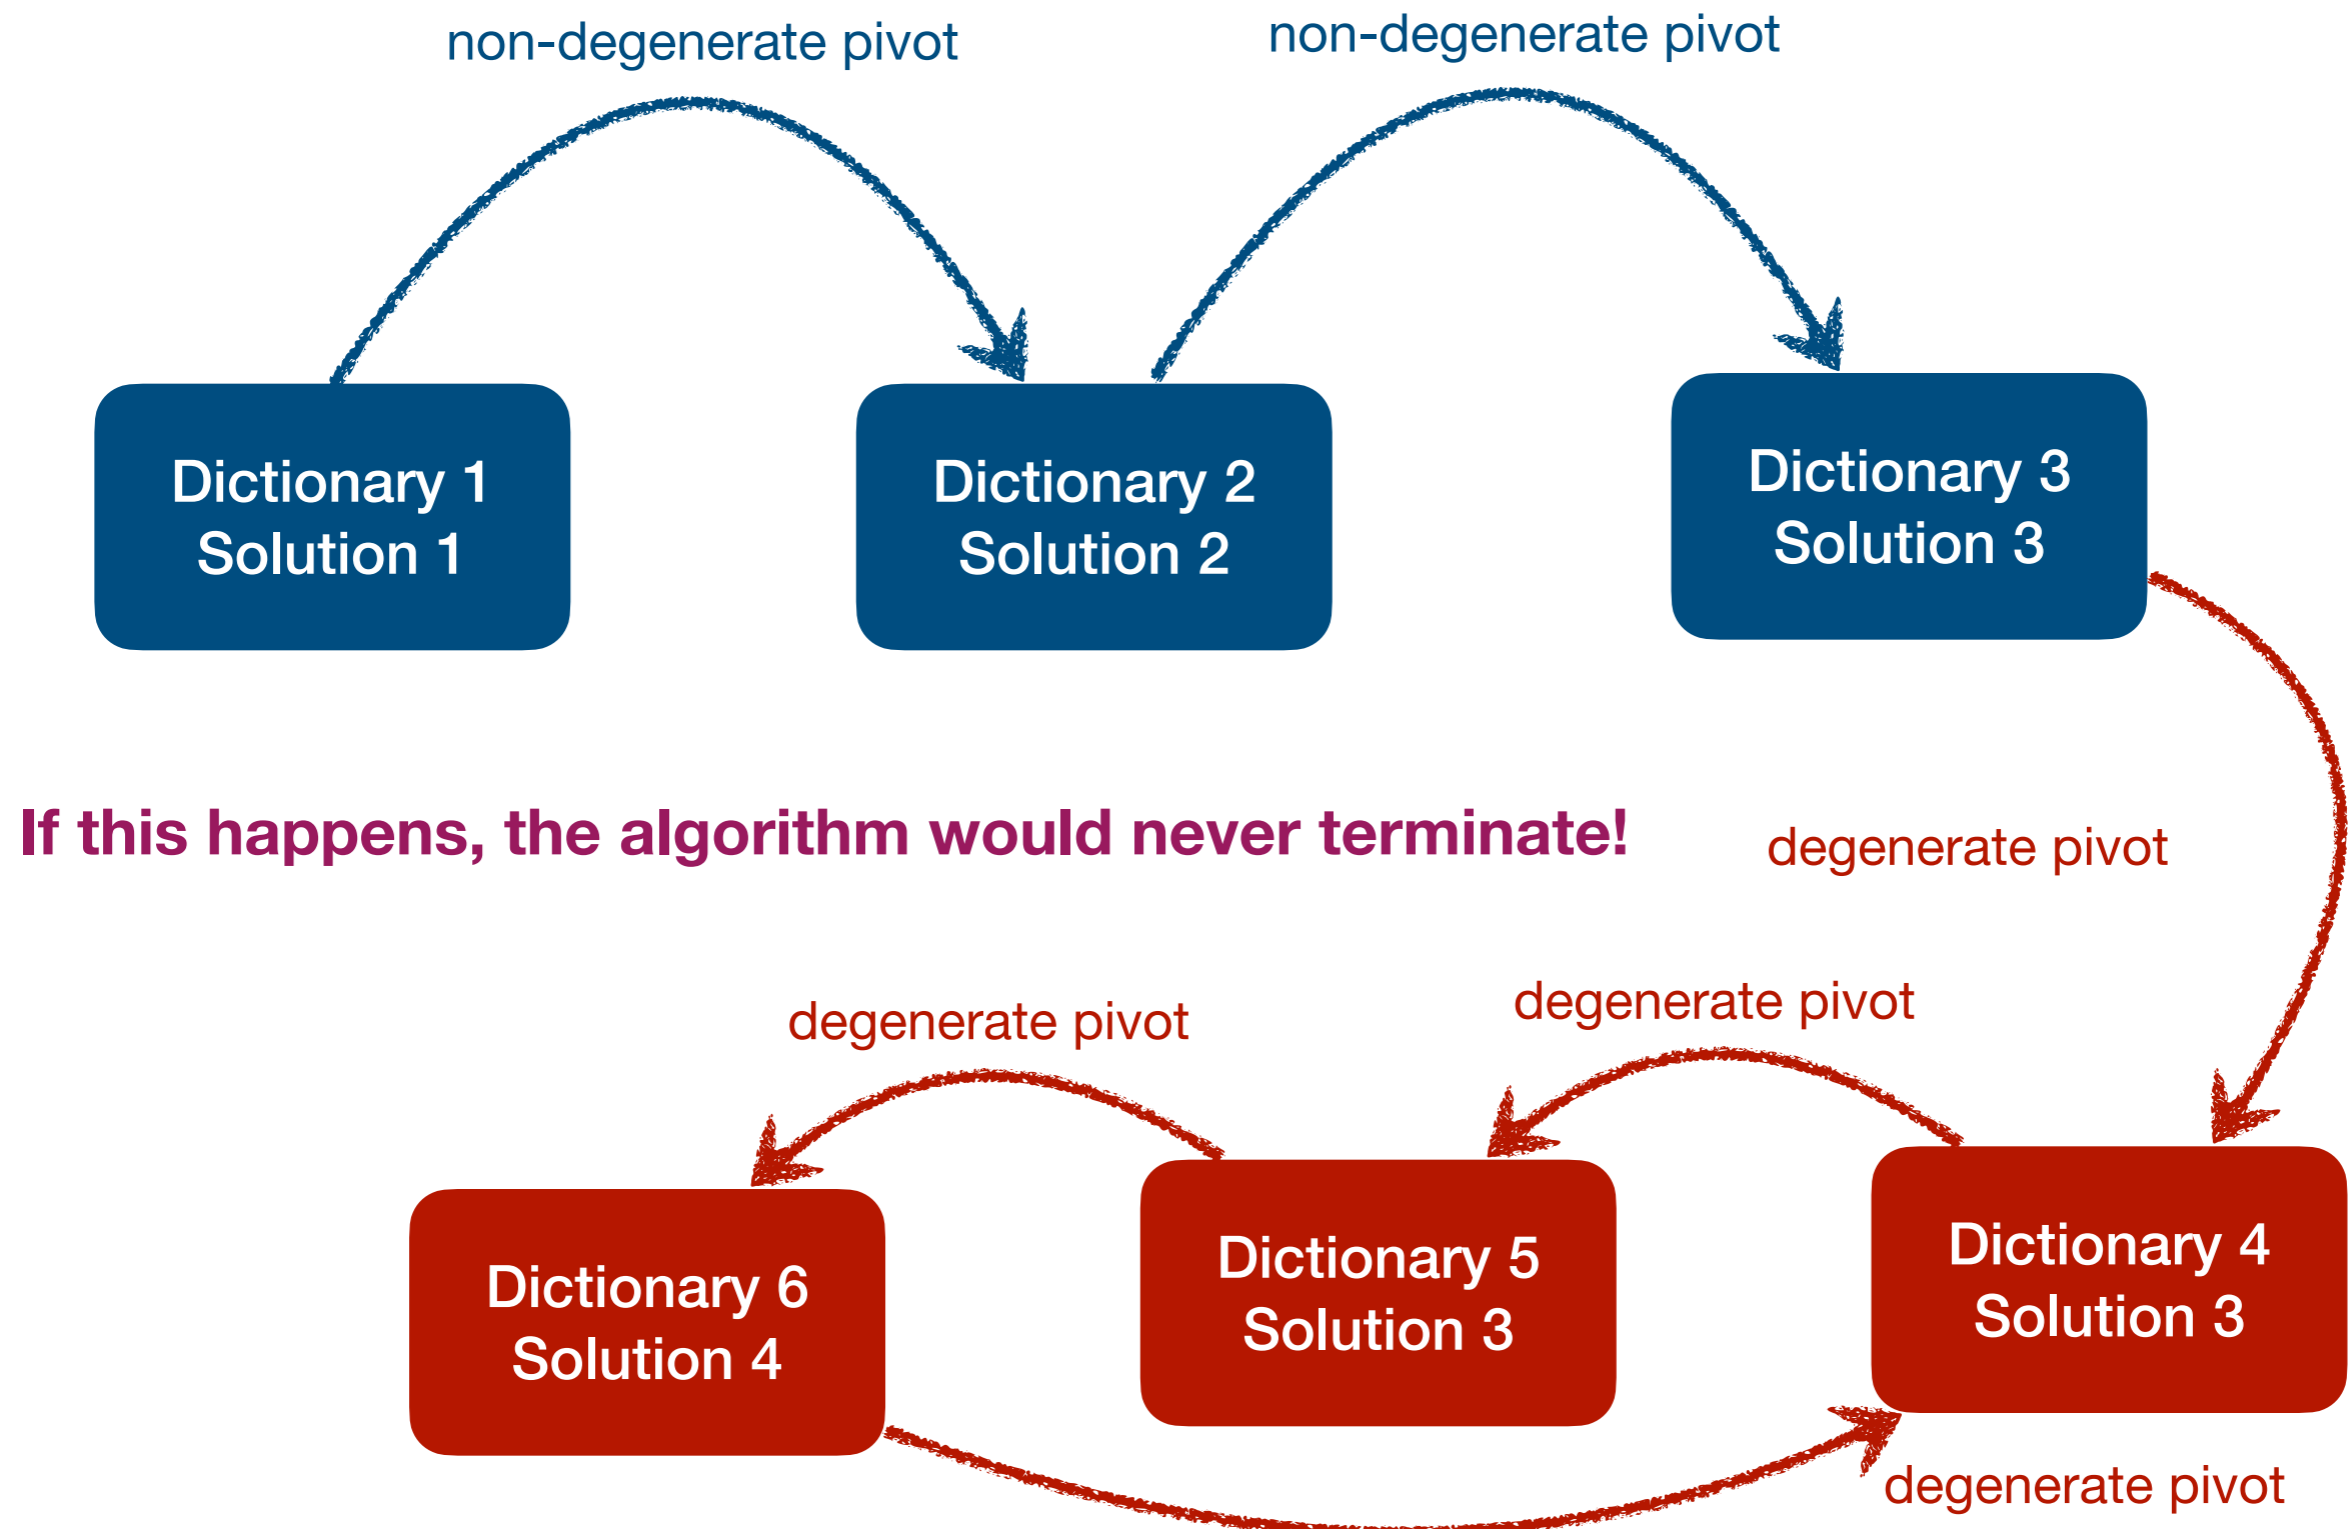 non-degenerate pivot
non-degenerate pivot
Dictionary 1
Solution 1
Dictionary 2
Solution 2
Dictionary 3
Solution 3
If this happens, the algorithm would never terminate!
degenerate pivot
degenerate pivot
degenerate pivot
Dictionary 6
Solution 4
Dictionary 5
Solution 3
Dictionary 4
Solution 3
degenerate pivot